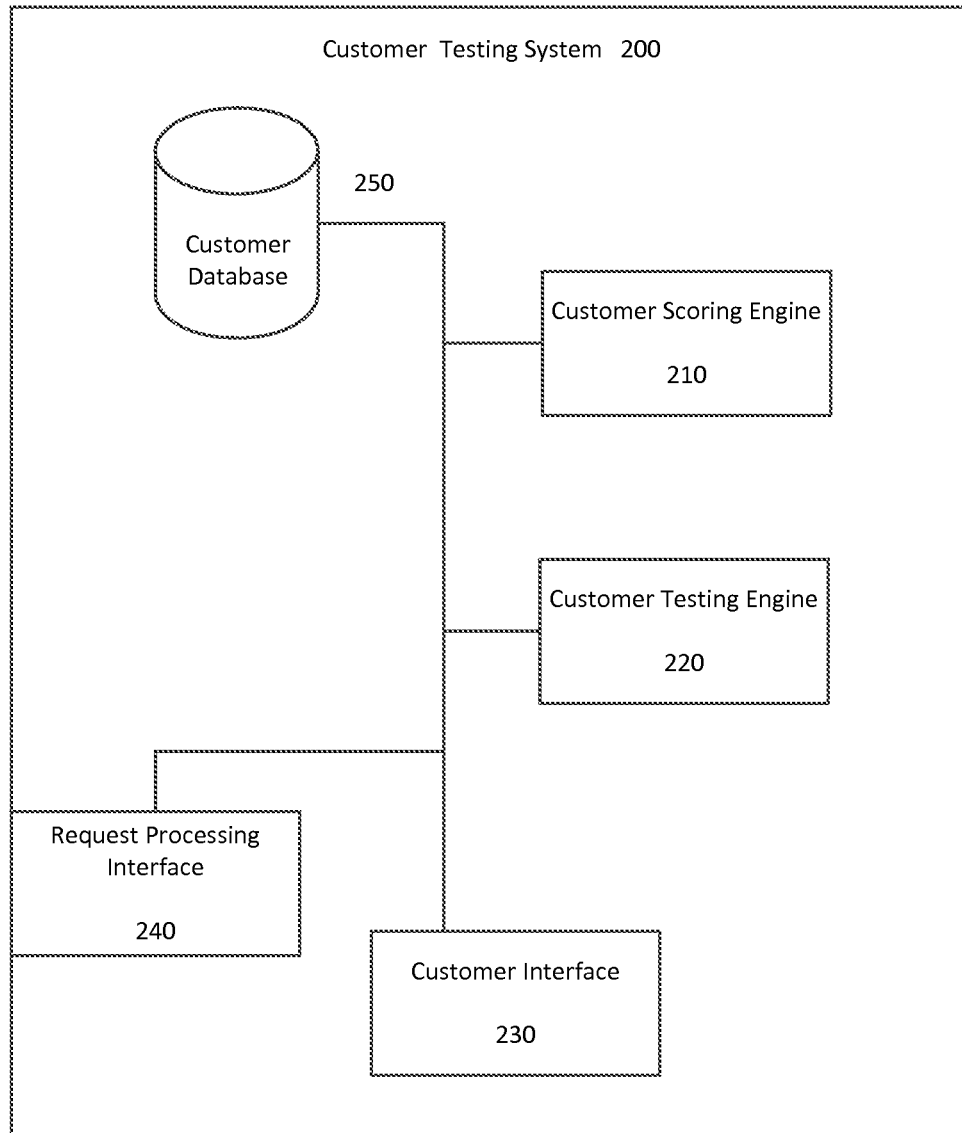 Customer Testing System 200
250
Customer
Database
Customer Scoring Engine
210
Customer Testing Engine
220
Request Processing
Interface
240
Customer Interface
230